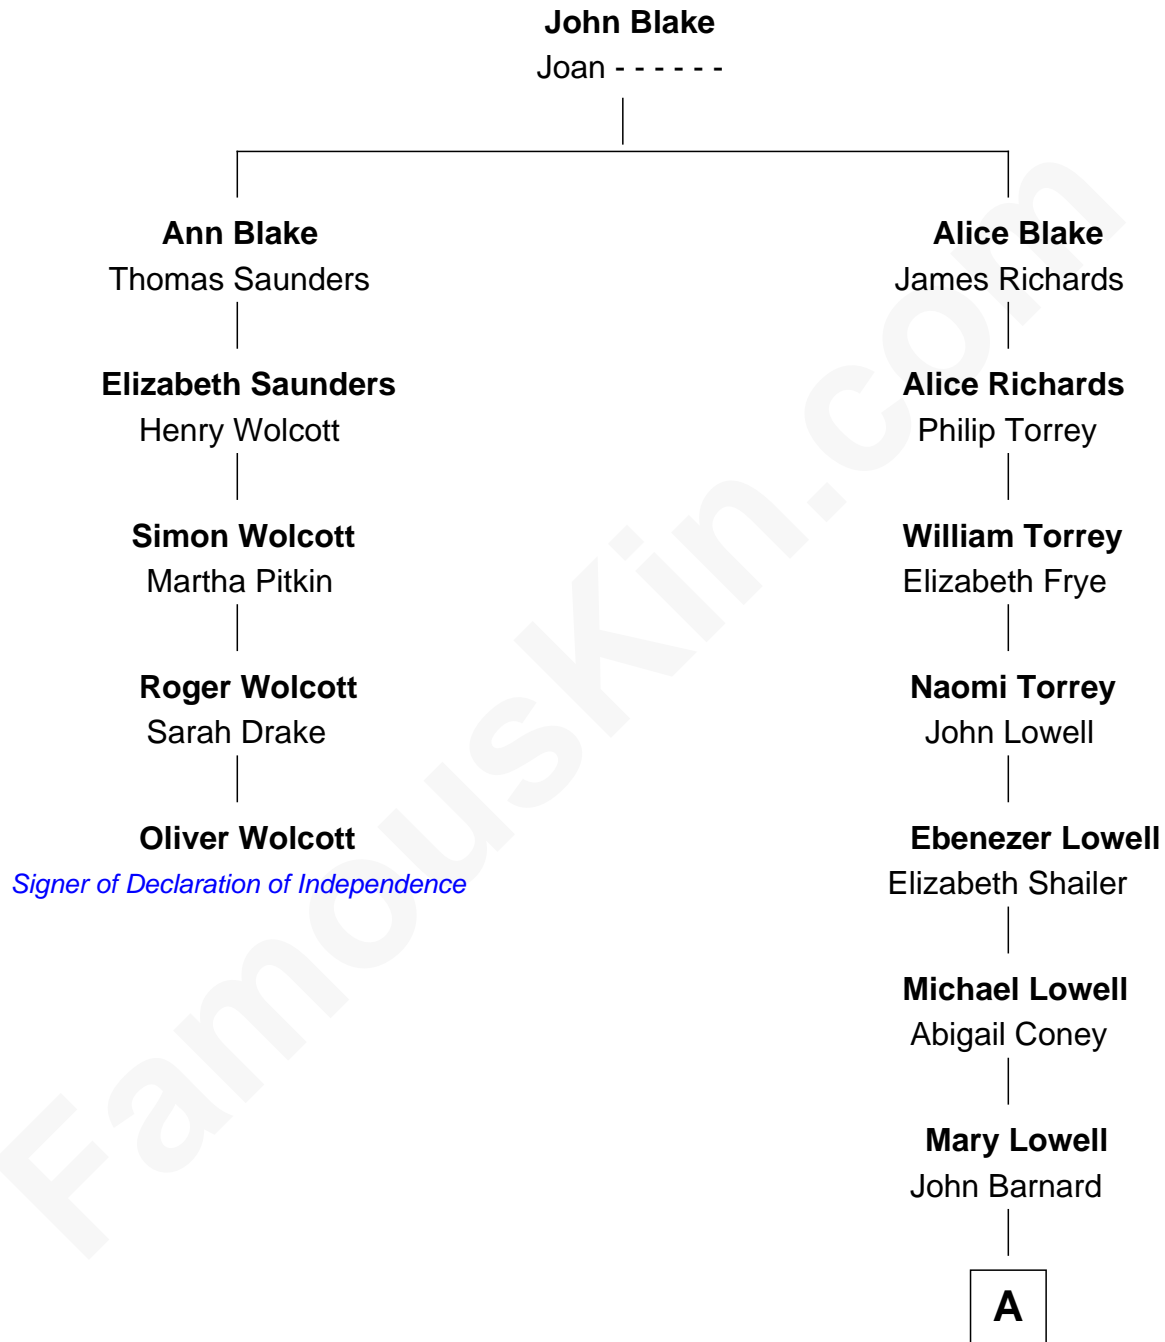 John Blake
Joan - - - - - -
Ann Blake
Thomas Saunders
Alice Blake
James Richards
Elizabeth Saunders
Henry Wolcott
Alice Richards
Philip Torrey
Simon Wolcott
Martha Pitkin
William Torrey
Elizabeth Frye
Roger Wolcott
Sarah Drake
Naomi Torrey
John Lowell
Oliver Wolcott
Signer of Declaration of Independence
Ebenezer Lowell
Elizabeth Shailer
Michael Lowell
Abigail Coney
Mary Lowell
John Barnard
A
FamousKin.com